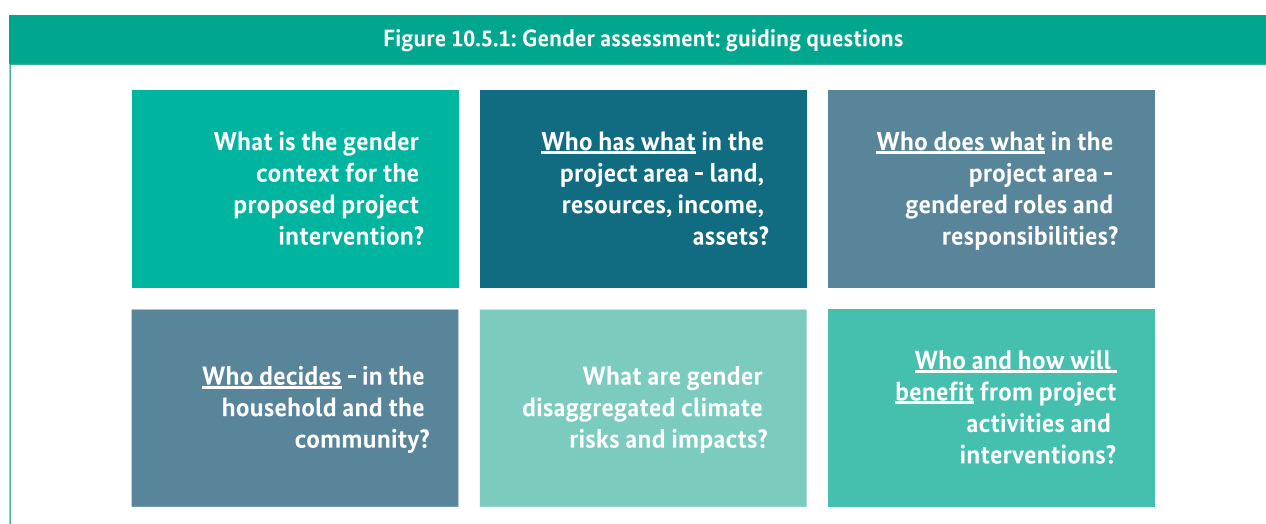 Figure 10.5.1: Gender assessment: guiding questions
What is the gender
context for the
proposed project
intervention?
Who has what in the
project area - land,
resources, income,
assets?
Who does what in the
project area -
gendered roles and
responsibilities?
Who decides - in the
household and the
community?
What are gender
disaggregated climate
risks and impacts?
Who and how will
benefit from project
activities and
interventions?